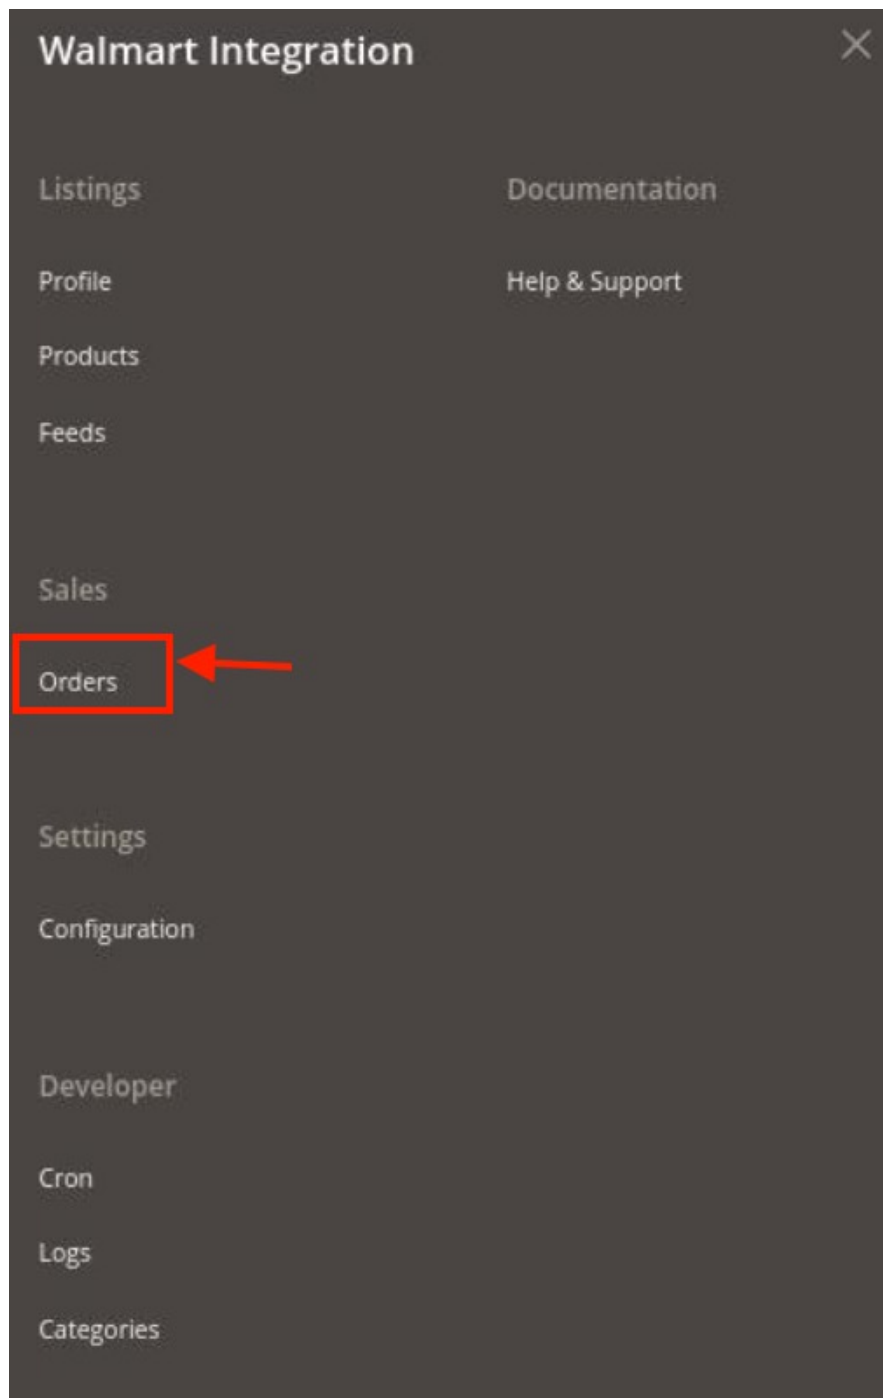 Walmart Integration
Listings
Profile
Products
Feeds
Sales
Orders
Settings
Configuration
Developer
Cron
Logs
Categories
Documentation
Help & Support